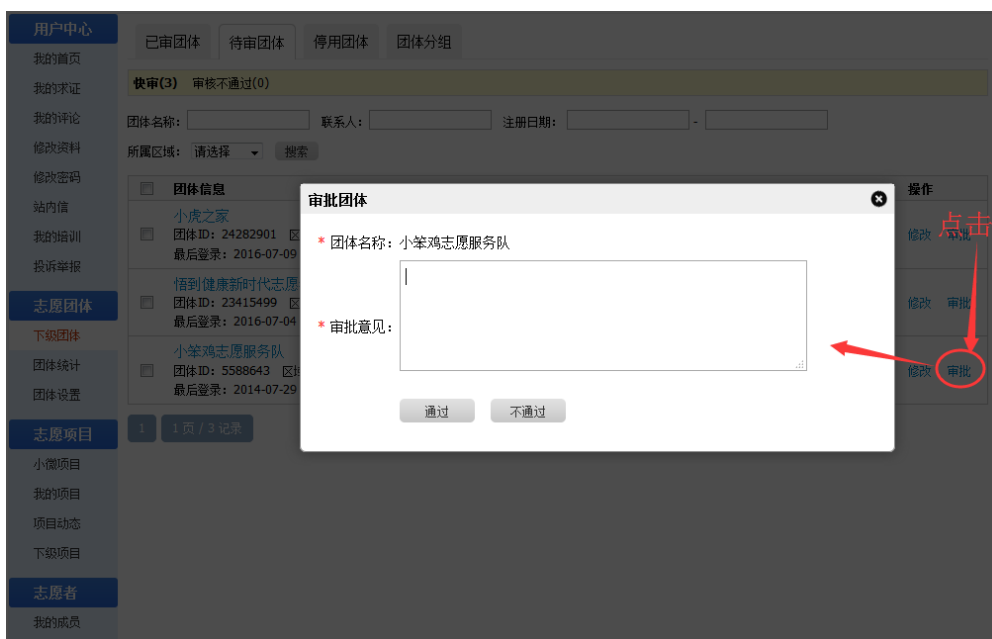 用户中心
我的首页
我的求证
我的评论
修改资料
修改密码
站内信
我的培训
投诉举报
志愿团体
下级团体
团体统计
团体设置
志愿项目
小微项目
我的项目
项目动态
下级项目
志愿者
我的成员
已审团体 待审团体 停用团体 团体分组
快审(3) 审核不通过(0)
团体名称: 联系人: 注册日期: -
所属区域: 请选择 搜索
团体信息 操作
小虎之家
团体ID: 24282901 区
最后登录: 2016-07-09
修改 审批
悟到健康新时代志愿
团体ID: 23415499 区
最后登录: 2016-07-04
修改 审批
小笨鸡志愿服务队
团体ID: 5588643 区域
最后登录: 2014-07-29
修改 审批
1 1 页 / 3 记录
审批团体
* 团体名称: 小笨鸡志愿服务队
* 审批意见:
通过 不通过
点击